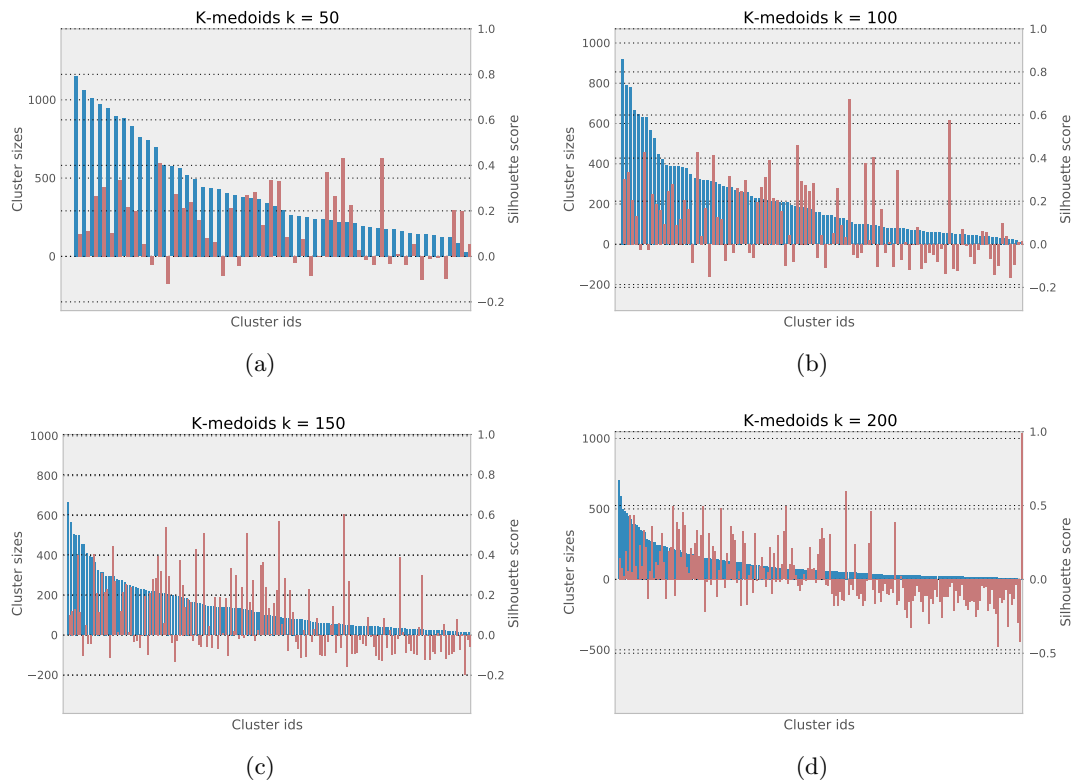 K-medoids k = 50
1000
500
0
1.0
0.8
0.6
0.4
0.2
0.0
−0.2
Cluster sizes
Silhouette score
Cluster ids
(a)
K-medoids k = 100
1000
800
600
400
200
0
−200
1.0
0.8
0.6
0.4
0.2
0.0
−0.2
Cluster sizes
Silhouette score
Cluster ids
(b)
K-medoids k = 150
1000
800
600
400
200
0
−200
1.0
0.8
0.6
0.4
0.2
0.0
−0.2
Cluster sizes
Silhouette score
Cluster ids
(c)
K-medoids k = 200
1000
500
0
−500
1.0
0.5
0.0
−0.5
Cluster sizes
Silhouette score
Cluster ids
(d)